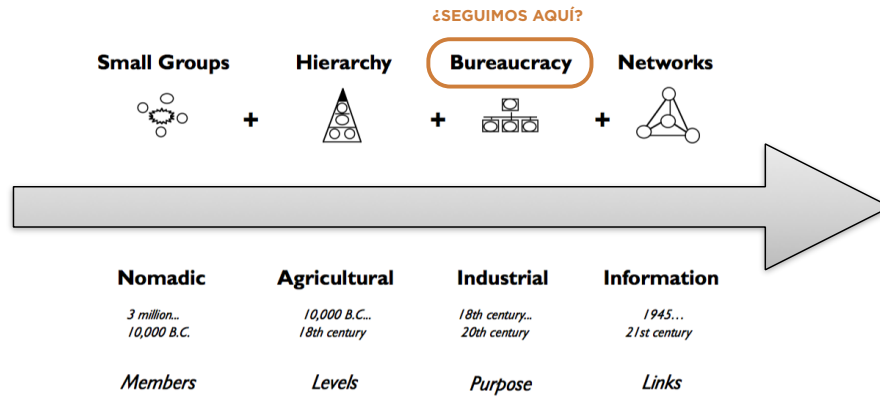 ¿SEGUIMOS AQUÍ?
Small Groups Hierarchy Bureaucracy Networks
+ + +
Nomadic Agricultural Industrial Information
3 million... 10,000 B.C... 18th century... 1945...
10,000 B.C. 18th century 20th century 21st century
Members Levels Purpose Links